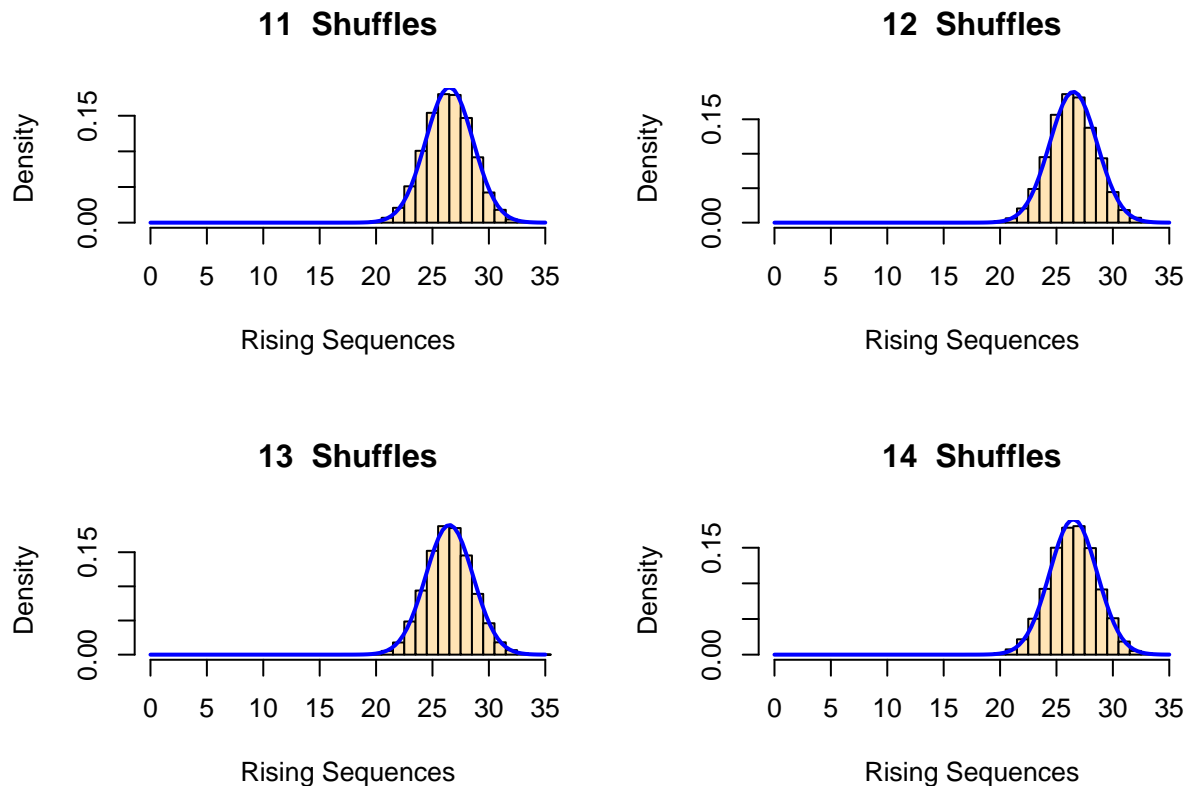 11 Shuffles
Density
0.00 0.15
0 5 10 15 20 25 30 35
Rising Sequences
12 Shuffles
Density
0.00 0.15
0 5 10 15 20 25 30 35
Rising Sequences
13 Shuffles
Density
0.00 0.15
0 5 10 15 20 25 30 35
Rising Sequences
14 Shuffles
Density
0.00 0.15
0 5 10 15 20 25 30 35
Rising Sequences